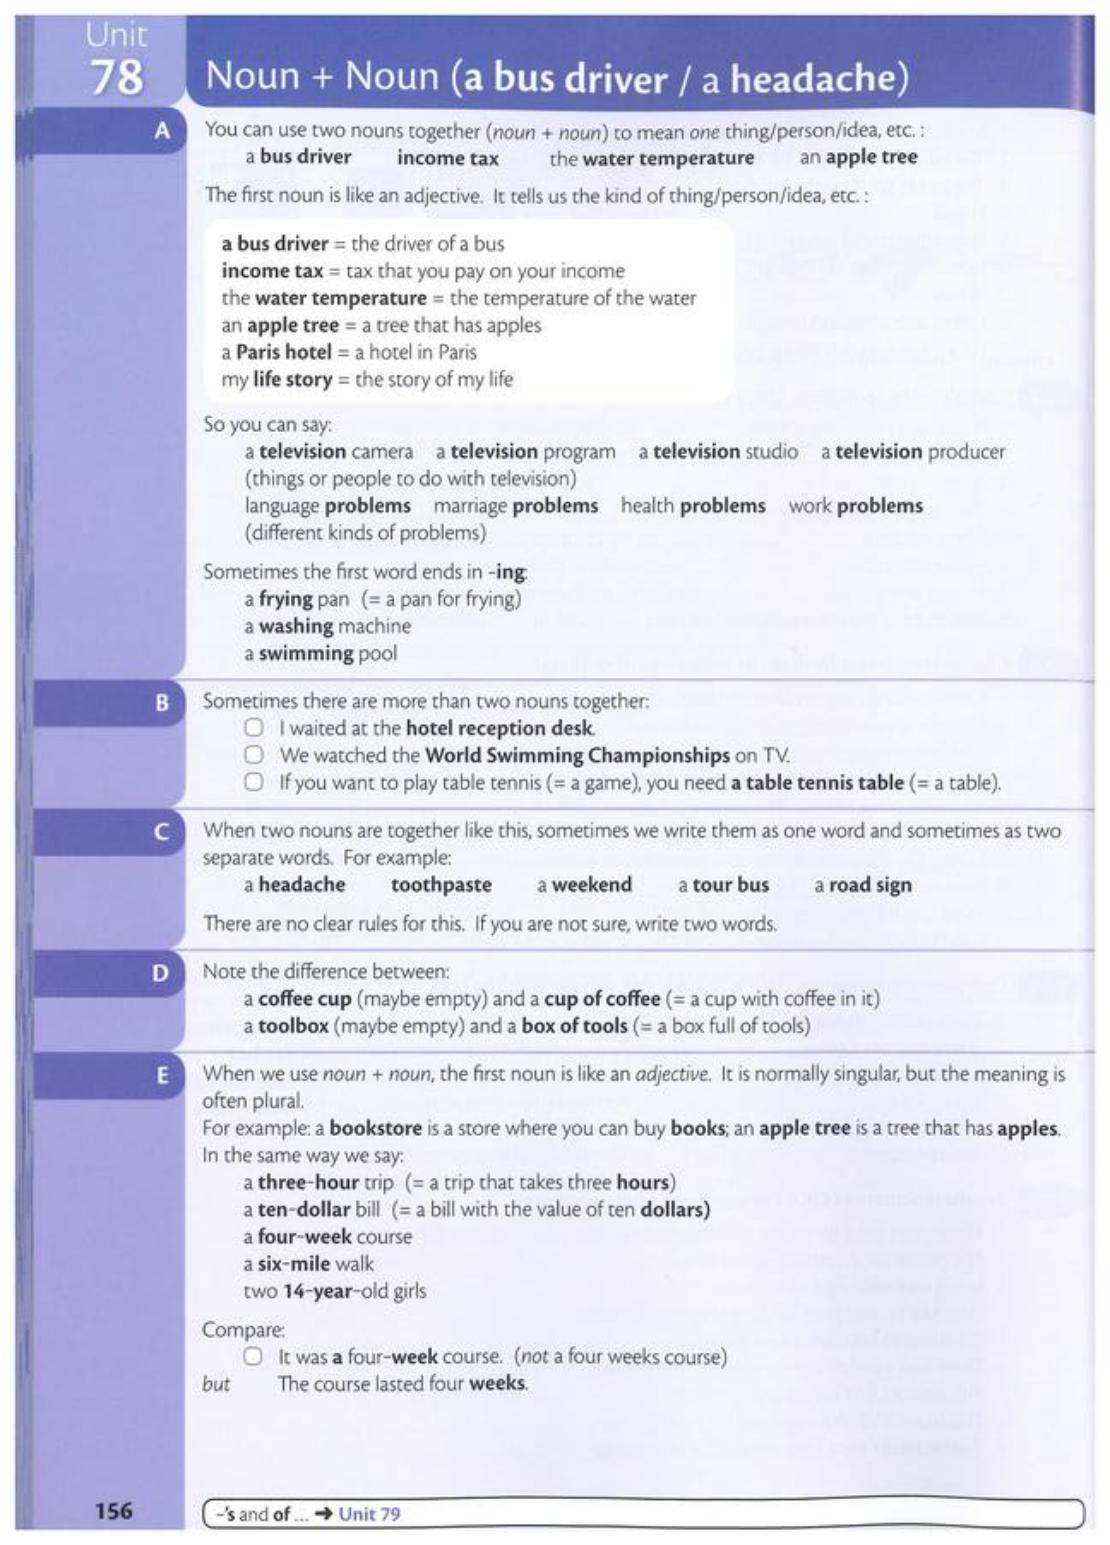 Unit
78
Noun + Noun (a bus driver / a headache)
A
You can use two nouns together (noun + noun) to mean one thing/person/idea, etc. :
a bus driver income tax the water temperature an apple tree
The first noun is like an adjective. It tells us the kind of thing/person/idea, etc. :
a bus driver = the driver of a bus
income tax = tax that you pay on your income
the water temperature = the temperature of the water
an apple tree = a tree that has apples
a Paris hotel = a hotel in Paris
my life story = the story of my life
So you can say:
a television camera a television program a television studio a television producer
(things or people to do with television)
language problems marriage problems health problems work problems
(different kinds of problems)
Sometimes the first word ends in -ing:
a frying pan (= a pan for frying)
a washing machine
a swimming pool
B
Sometimes there are more than two nouns together:
I waited at the hotel reception desk.
We watched the World Swimming Championships on TV.
If you want to play table tennis (= a game), you need a table tennis table (= a table).
C
When two nouns are together like this, sometimes we write them as one word and sometimes as two
separate words. For example:
a headache toothpaste a weekend a tour bus a road sign
There are no clear rules for this. If you are not sure, write two words.
D
Note the difference between:
a coffee cup (maybe empty) and a cup of coffee (= a cup with coffee in it)
a toolbox (maybe empty) and a box of tools (= a box full of tools)
E
When we use noun + noun, the first noun is like an adjective. It is normally singular, but the meaning is
often plural.
For example: a bookstore is a store where you can buy books; an apple tree is a tree that has apples.
In the same way we say:
a three-hour trip (= a trip that takes three hours)
a ten-dollar bill (= a bill with the value of ten dollars)
a four-week course
a six-mile walk
two 14-year-old girls
Compare:
It was a four-week course. (not a four weeks course)
but The course lasted four weeks.
156
-'s and of ... ➜ Unit 79